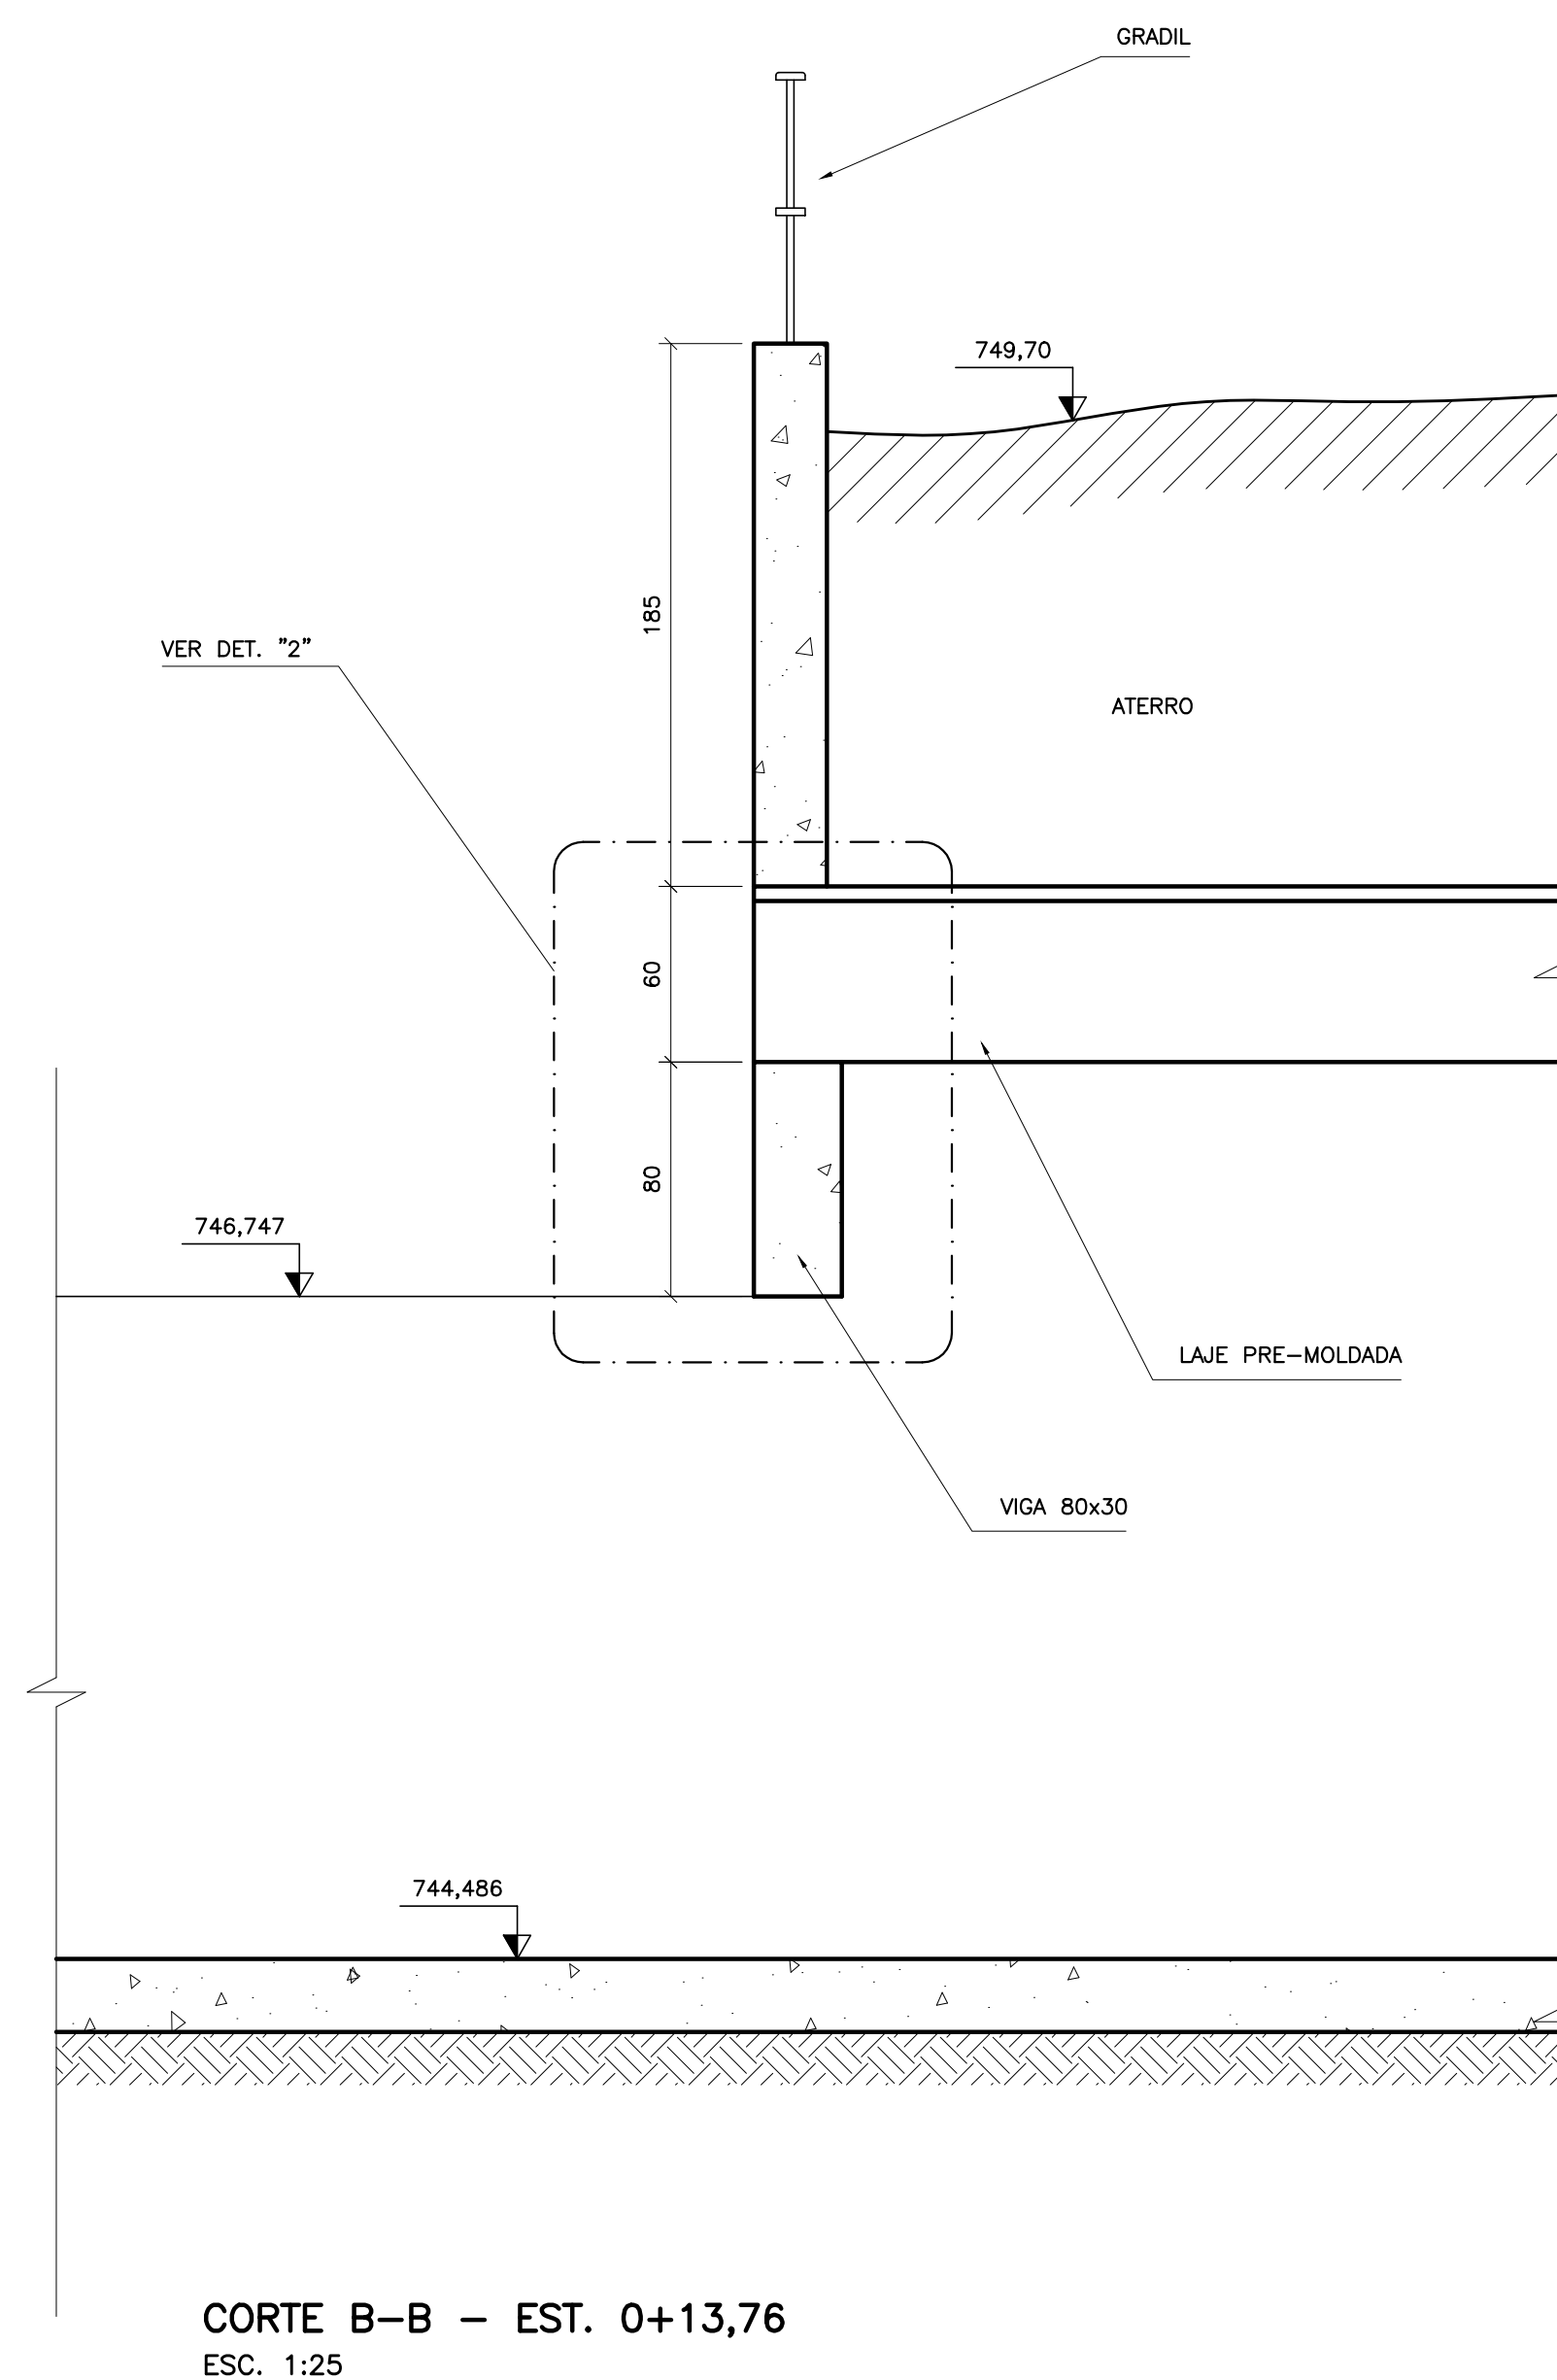 GRADIL
749,70
185
VER DET. "2"
ATERRO
60
80
746,747
LAJE PRE-MOLDADA
VIGA 80x30
744,486
CORTE B-B - EST. 0+13,76
ESC. 1:25